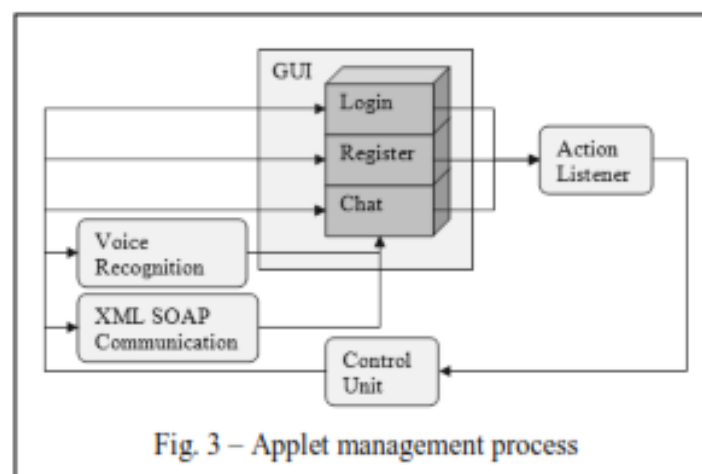 GUI
Login
Register
Chat
Action
Listener
Voice
Recognition
XML SOAP
Communication
Control
Unit
Fig. 3 – Applet management process